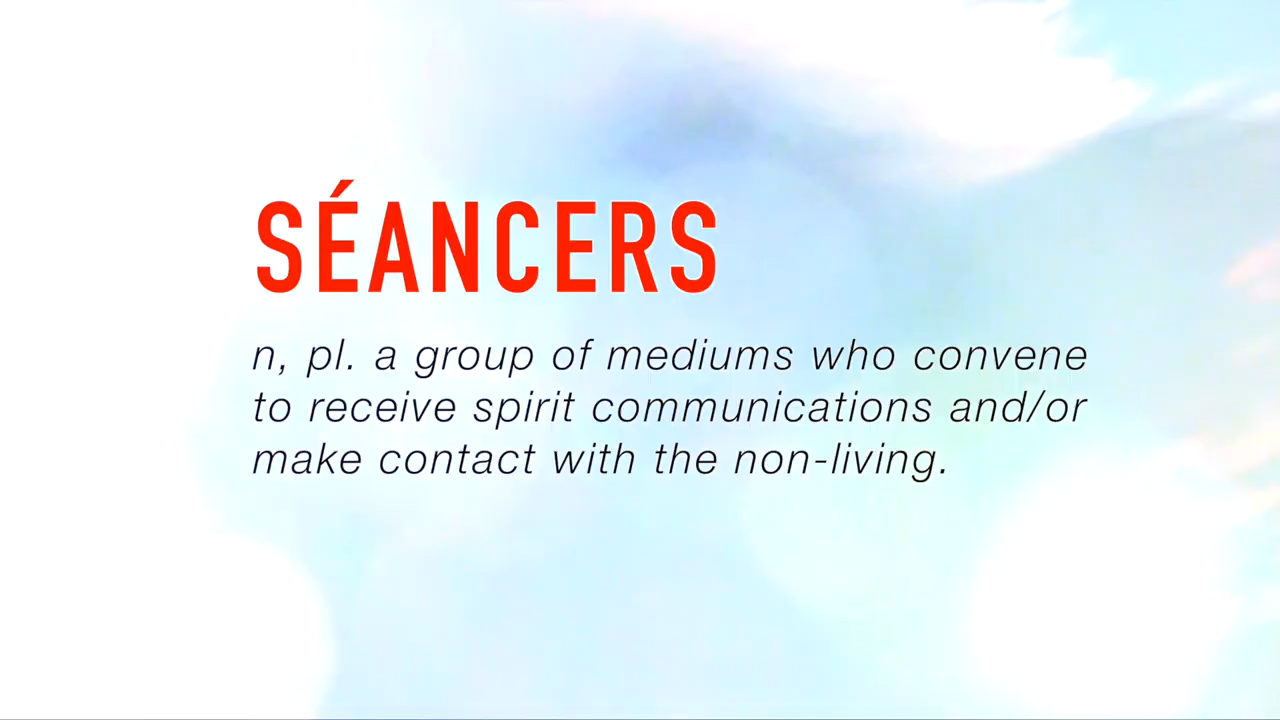 SÉANCERS
n, pl. a group of mediums who convene
to receive spirit communications and/or
make contact with the non-living.